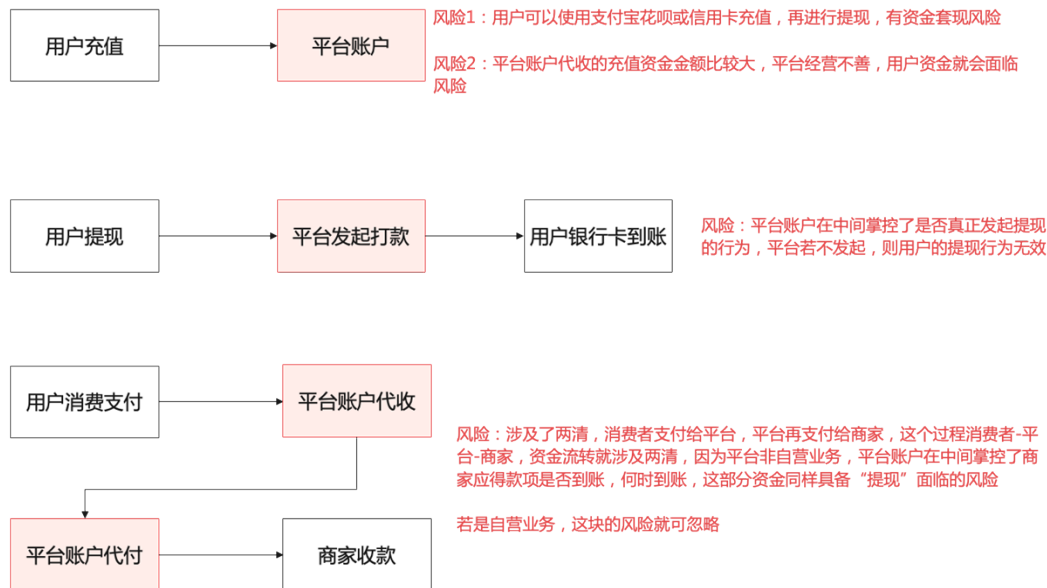 用户充值
平台账户
风险1：用户可以使用支付宝花呗或信用卡充值，再进行提现，有资金套现风险
风险2：平台账户代收的充值资金金额比较大，平台经营不善，用户资金就会面临
风险
用户提现
平台发起打款
用户银行卡到账
风险：平台账户在中间掌控了是否真正发起提现
的行为，平台若不发起，则用户的提现行为无效
用户消费支付
平台账户代收
风险：涉及了两清，消费者支付给平台，平台再支付给商家，这个过程消费者-平
台-商家，资金流转就涉及两清，因为平台非自营业务，平台账户在中间掌控了商
家应得款项是否到账，何时到账，这部分资金同样具备“提现”面临的风险
若是自营业务，这块的风险就可忽略
平台账户代付
商家收款